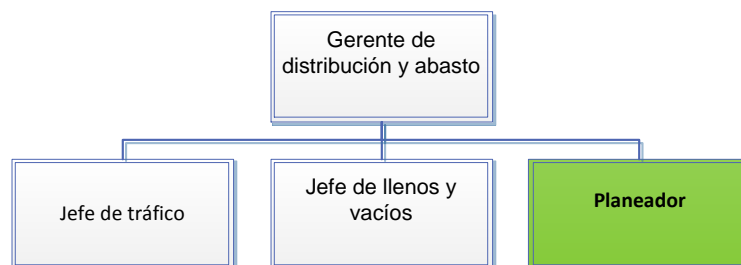 Gerente de
distribución y abasto
Jefe de tráfico
Jefe de llenos y
vacíos
Planeador